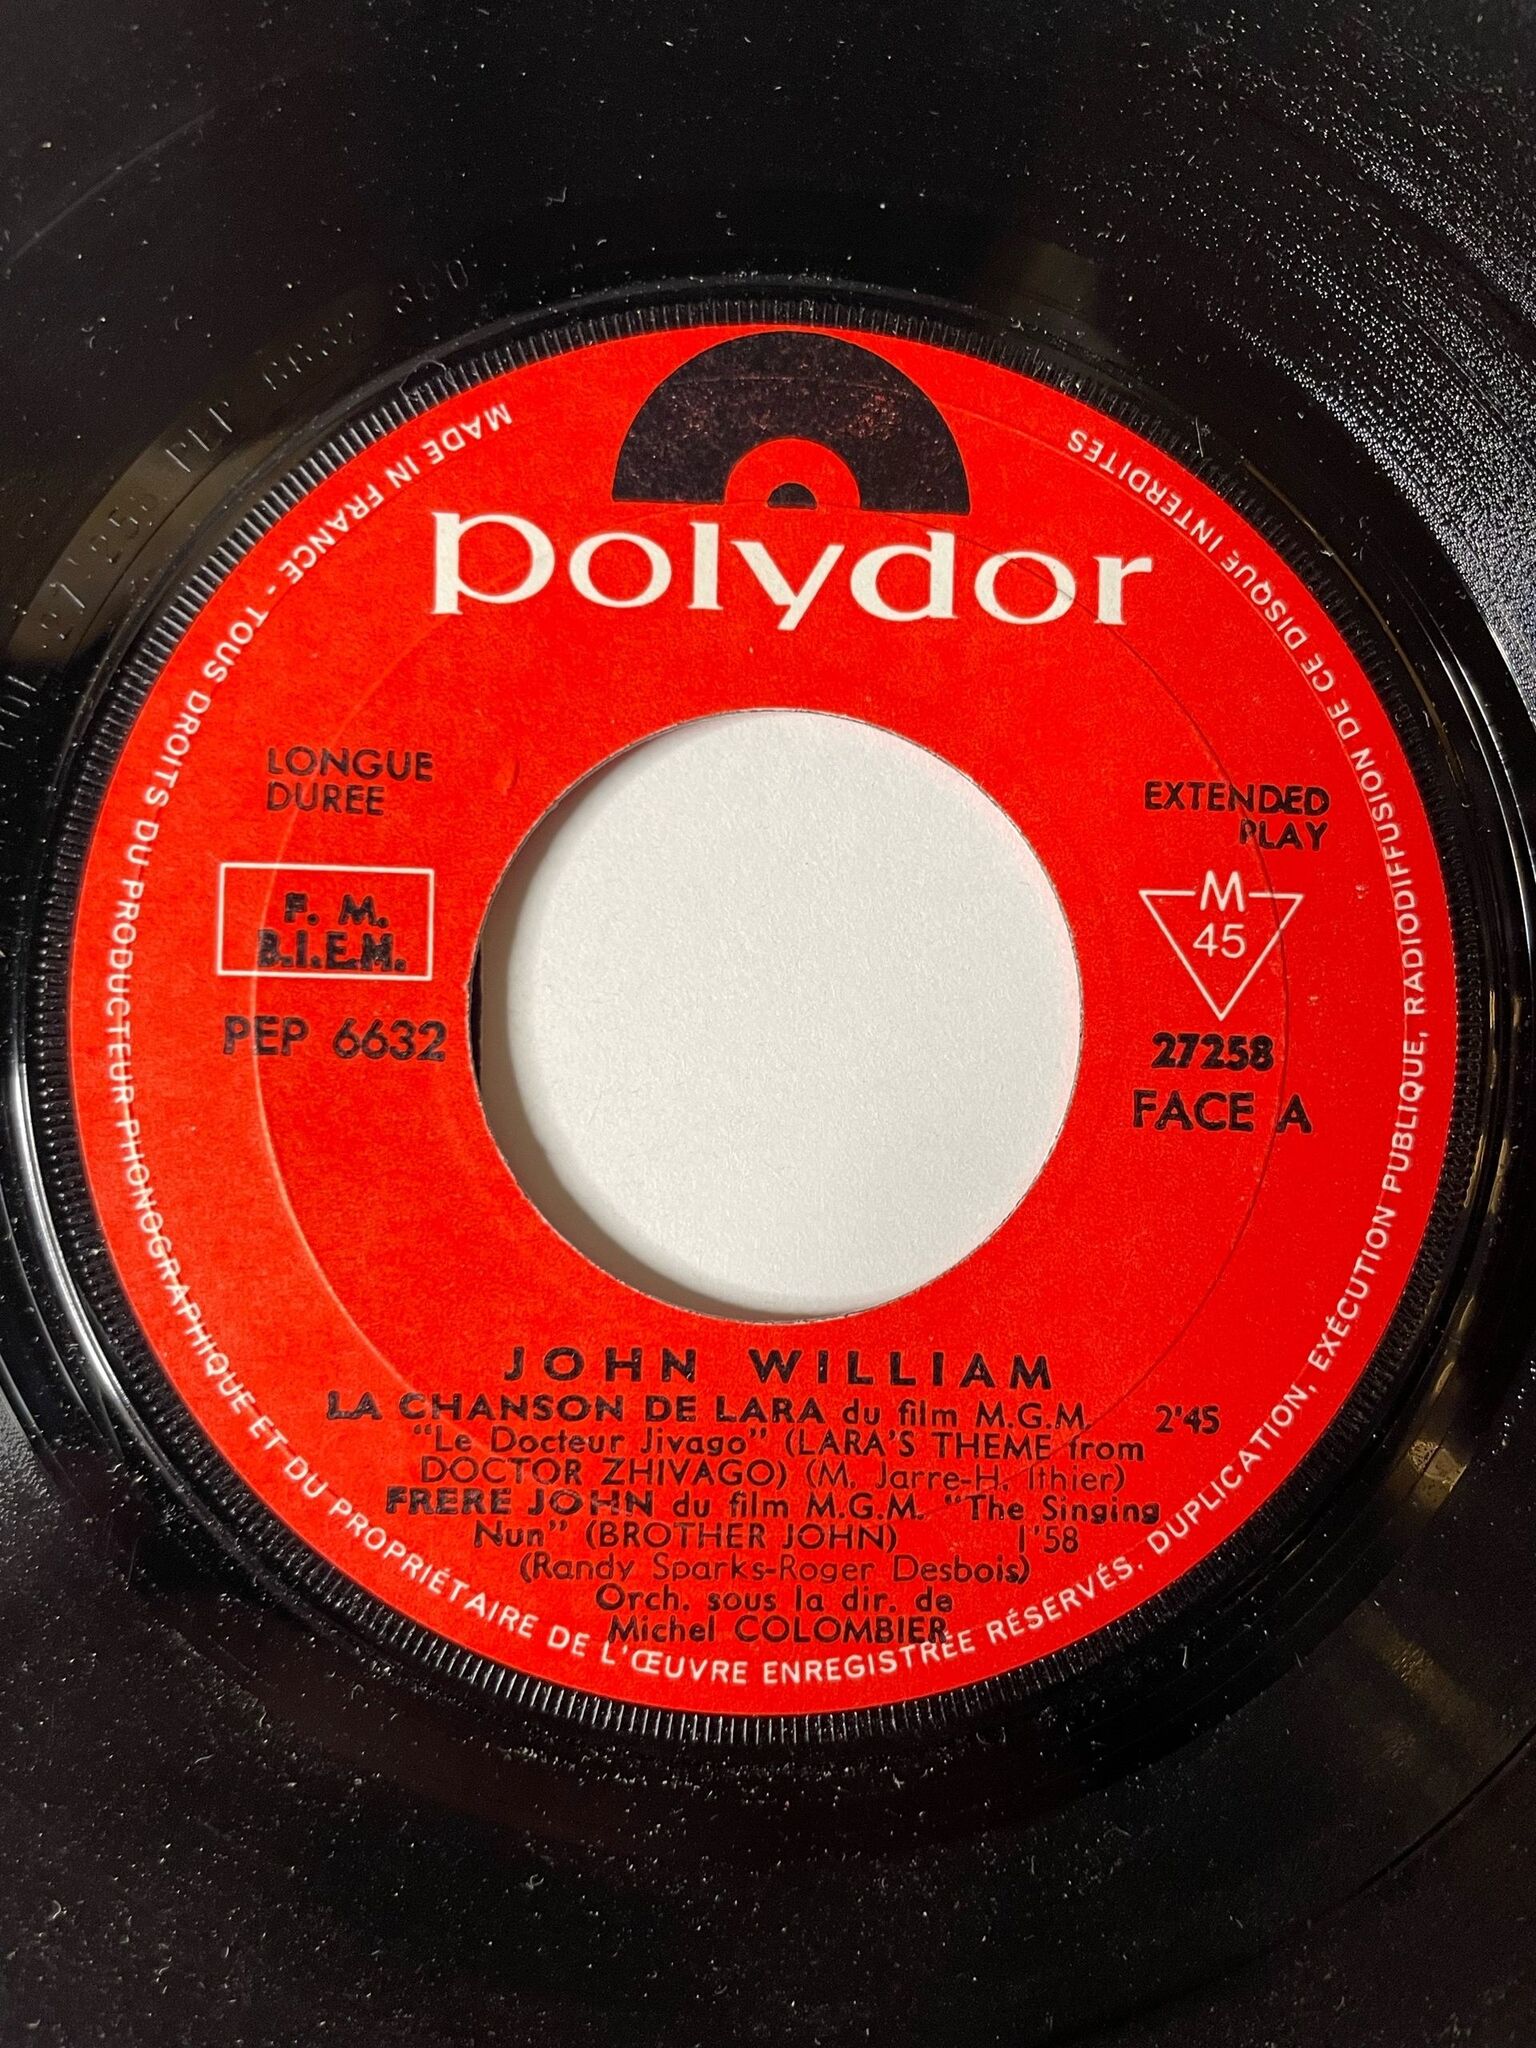 polydor
LONGUE
DUREE
EXTENDED
PLAY
F. M.
B.I.E.M.
M
45
PEP 6632
27258
FACE A
JOHN WILLIAM
LA CHANSON DE LARA du film M.G.M. 2'45
"Le Docteur Jivago" (LARA'S THEME from
DOCTOR ZHIVAGO) (M. Jarre-H. Ithier)
FRERE JOHN du film M.G.M. "The Singing
Nun" (BROTHER JOHN) 1'58
(Randy Sparks-Roger Desbois)
Orch. sous la dir. de
Michel COLOMBIER
MADE IN FRANCE - TOUS DROITS DU PRODUCTEUR PHONOGRAPHIQUE ET DU PROPRIÉTAIRE DE L'ŒUVRE ENREGISTRÉE RÉSERVÉS. DUPLICATION, EXÉCUTION PUBLIQUE, RADIODIFFUSION DE CE DISQUE INTERDITES